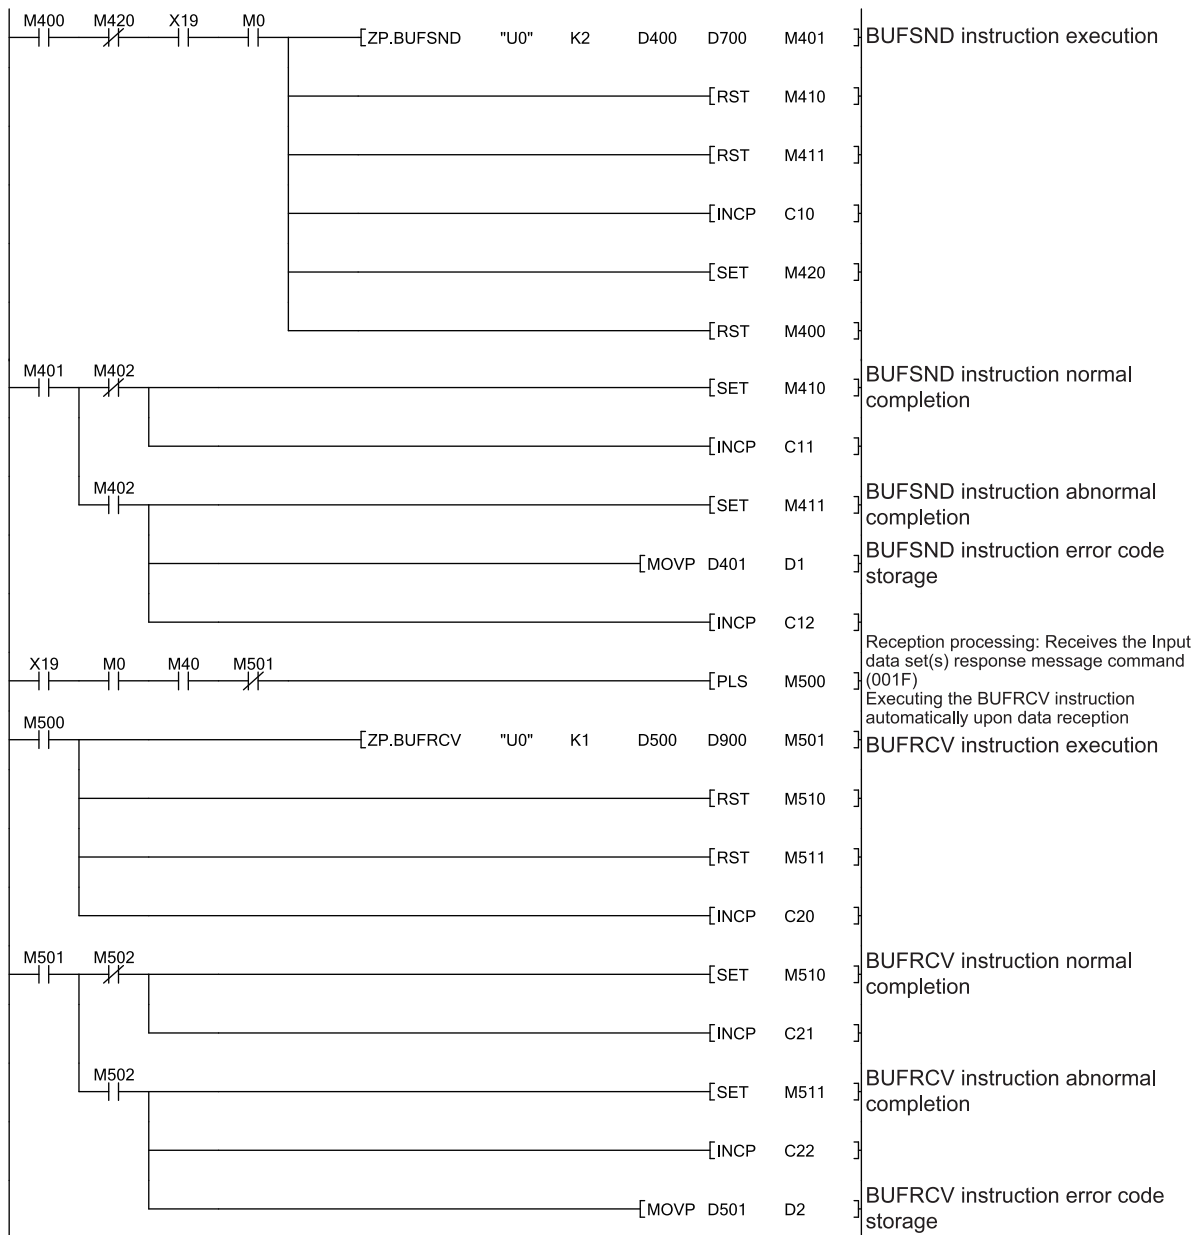 M400 M420 X19 M0
[ZP.BUFSND "U0" K2 D400 D700 M401 ] BUFSND instruction execution
[RST M410 ]
[RST M411 ]
[INCP C10 ]
[SET M420 ]
[RST M400 ]
M401 M402
[SET M410 ] BUFSND instruction normal
completion
[INCP C11 ]
M402
[SET M411 ] BUFSND instruction abnormal
completion
[MOVP D401 D1 ] BUFSND instruction error code
storage
[INCP C12 ]
Reception processing: Receives the Input
data set(s) response message command
(001F)
Executing the BUFRCV instruction
automatically upon data reception
X19 M0 M40 M501
[PLS M500 ]
M500
[ZP.BUFRCV "U0" K1 D500 D900 M501 ] BUFRCV instruction execution
[RST M510 ]
[RST M511 ]
[INCP C20 ]
M501 M502
[SET M510 ] BUFRCV instruction normal
completion
[INCP C21 ]
M502
[SET M511 ] BUFRCV instruction abnormal
completion
[INCP C22 ]
[MOVP D501 D2 ] BUFRCV instruction error code
storage